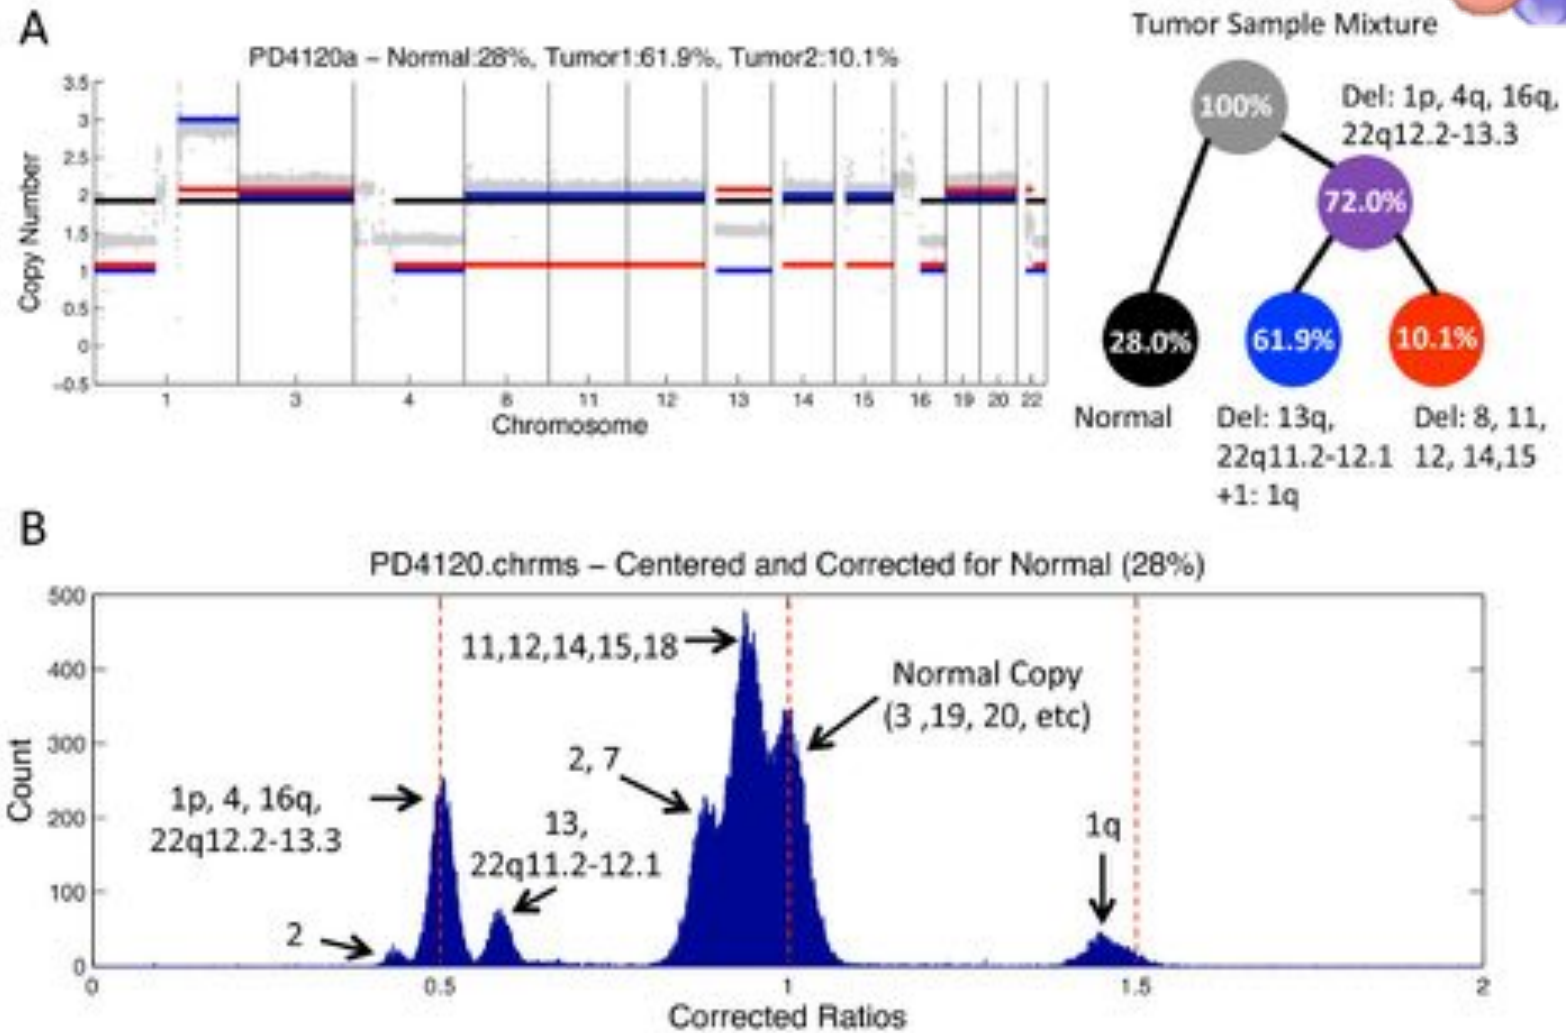 A
PD4120a – Normal:28%, Tumor1:61.9%, Tumor2:10.1%
Copy Number
3.5
3
2.5
2
1.5
1
0.5
0
−0.5
1 3 4 8 11 12 13 14 15 16 19 20 22
Chromosome
Tumor Sample Mixture
100%
Del: 1p, 4q, 16q,
22q12.2-13.3
72.0%
28.0% 61.9% 10.1%
Normal
Del: 13q,
22q11.2-12.1
+1: 1q
Del: 8, 11,
12, 14,15
B
PD4120.chrms – Centered and Corrected for Normal (28%)
Count
500
400
300
200
100
0
11,12,14,15,18
Normal Copy
(3 ,19, 20, etc)
2, 7
1p, 4, 16q,
22q12.2-13.3
13,
22q11.2-12.1
1q
2
0 0.5 1 1.5 2
Corrected Ratios